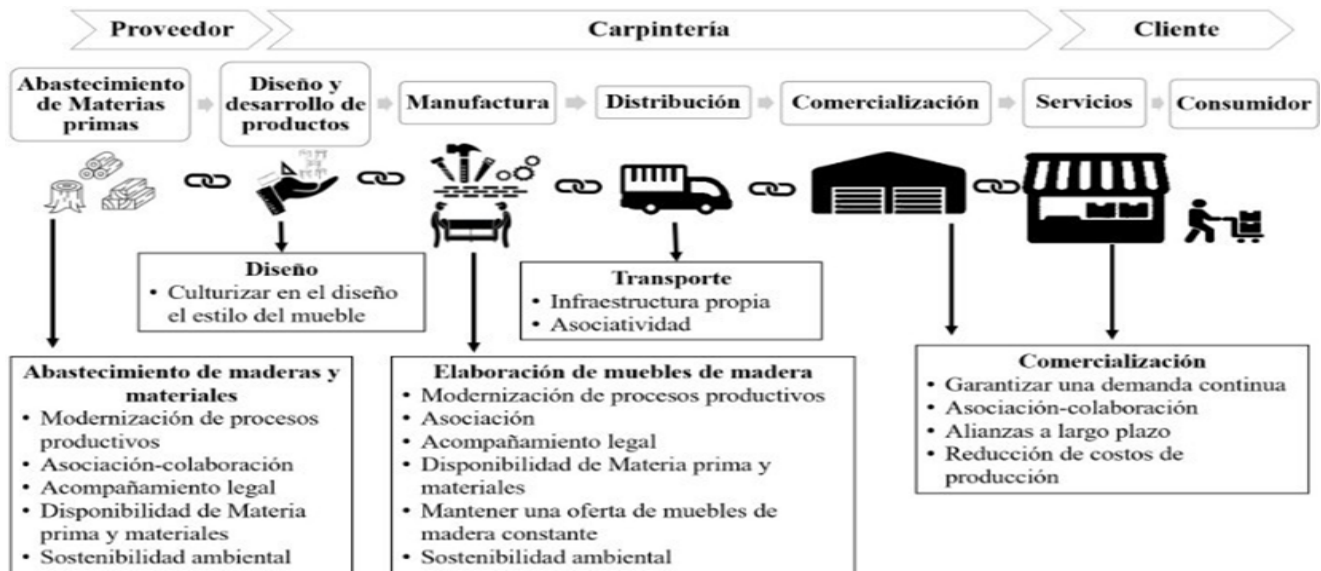 Proveedor
Carpintería
Cliente
Abastecimiento
de Materias
primas
Diseño y
desarrollo de
productos
Manufactura
Distribución
Comercialización
Servicios
Consumidor
Diseño
• Culturizar en el diseño
el estilo del mueble
Transporte
• Infraestructura propia
• Asociatividad
Abastecimiento de maderas y
materiales
• Modernización de procesos
productivos
• Asociación-colaboración
• Acompañamiento legal
• Disponibilidad de Materia
prima y materiales
• Sostenibilidad ambiental
Elaboración de muebles de madera
• Modernización de procesos productivos
• Asociación
• Acompañamiento legal
• Disponibilidad de Materia prima y
materiales
• Mantener una oferta de muebles de
madera constante
• Sostenibilidad ambiental
Comercialización
• Garantizar una demanda continua
• Asociación-colaboración
• Alianzas a largo plazo
• Reducción de costos de
producción